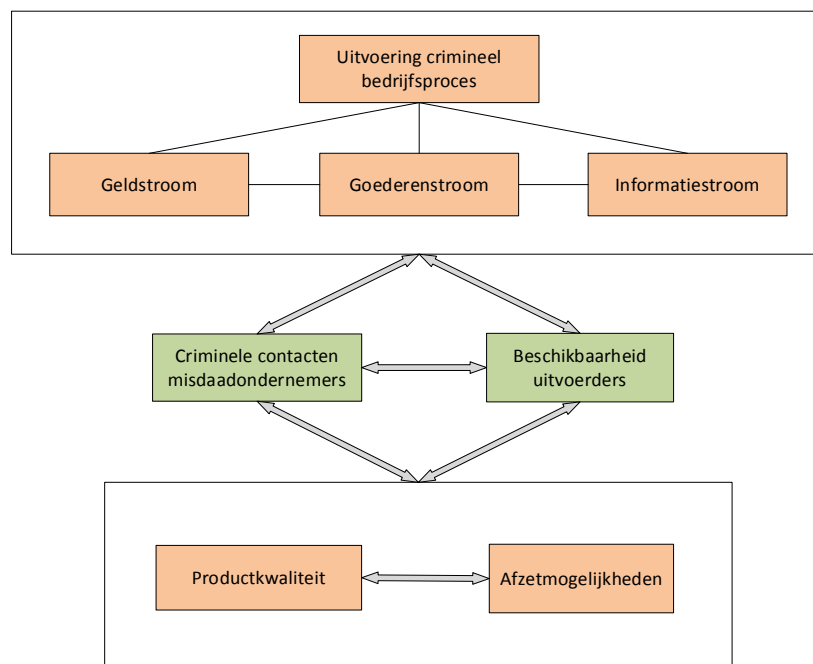 Uitvoering crimineel
bedrijfsproces
Geldstroom
Goederenstroom
Informatiestroom
Criminele contacten
misdaadondernemers
Beschikbaarheid
uitvoerders
Productkwaliteit
Afzetmogelijkheden